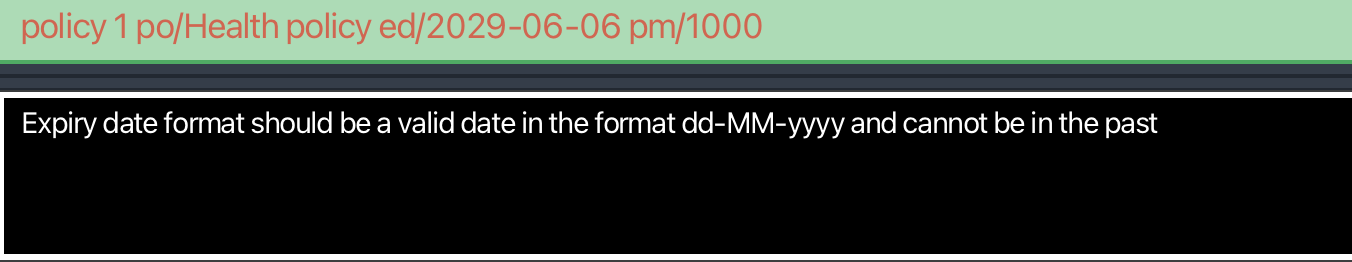 policy 1 po/Health policy ed/2029-06-06 pm/1000
Expiry date format should be a valid date in the format dd-MM-yyyy and cannot be in the past